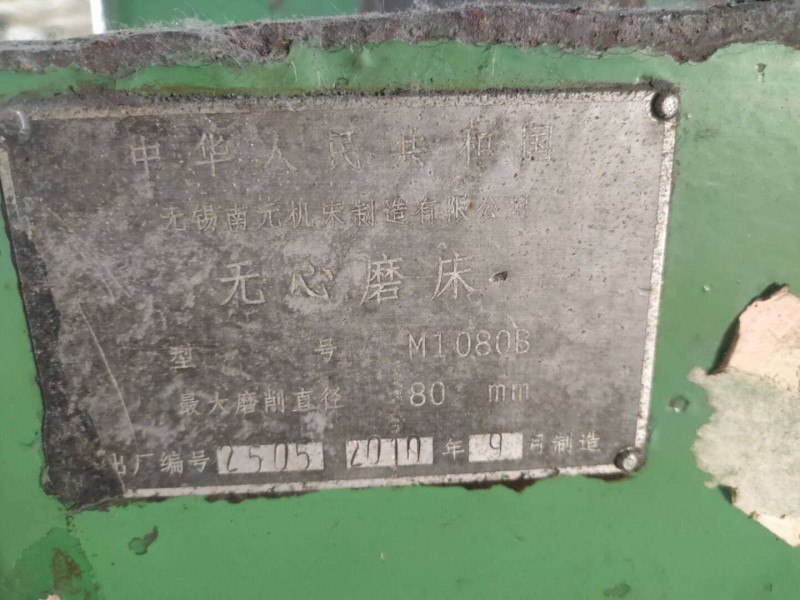 中华人民共和国
无锡南元机床制造有限公司
无心磨床
型 号 M1080B
最大磨削直径 80 mm
出厂编号 2505 2010 年 9 月制造